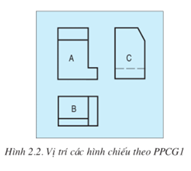 A
C
B
Hình 2.2. Vị trí các hình chiếu theo PPCG1